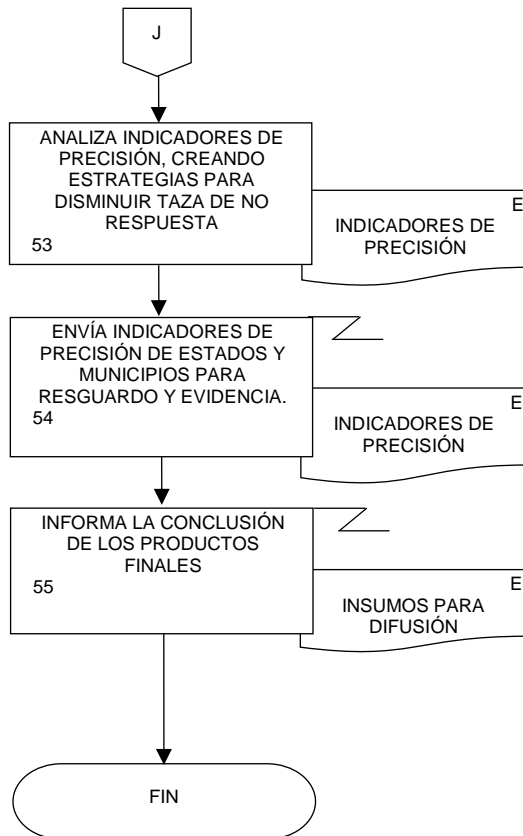 J
ANALIZA INDICADORES DE
PRECISIÓN, CREANDO
ESTRATEGIAS PARA
DISMINUIR TAZA DE NO
RESPUESTA
53
E
INDICADORES DE
PRECISIÓN
ENVÍA INDICADORES DE
PRECISIÓN DE ESTADOS Y
MUNICIPIOS PARA
RESGUARDO Y EVIDENCIA.
54
E
INDICADORES DE
PRECISIÓN
INFORMA LA CONCLUSIÓN
DE LOS PRODUCTOS
FINALES
55
E
INSUMOS PARA
DIFUSIÓN
FIN